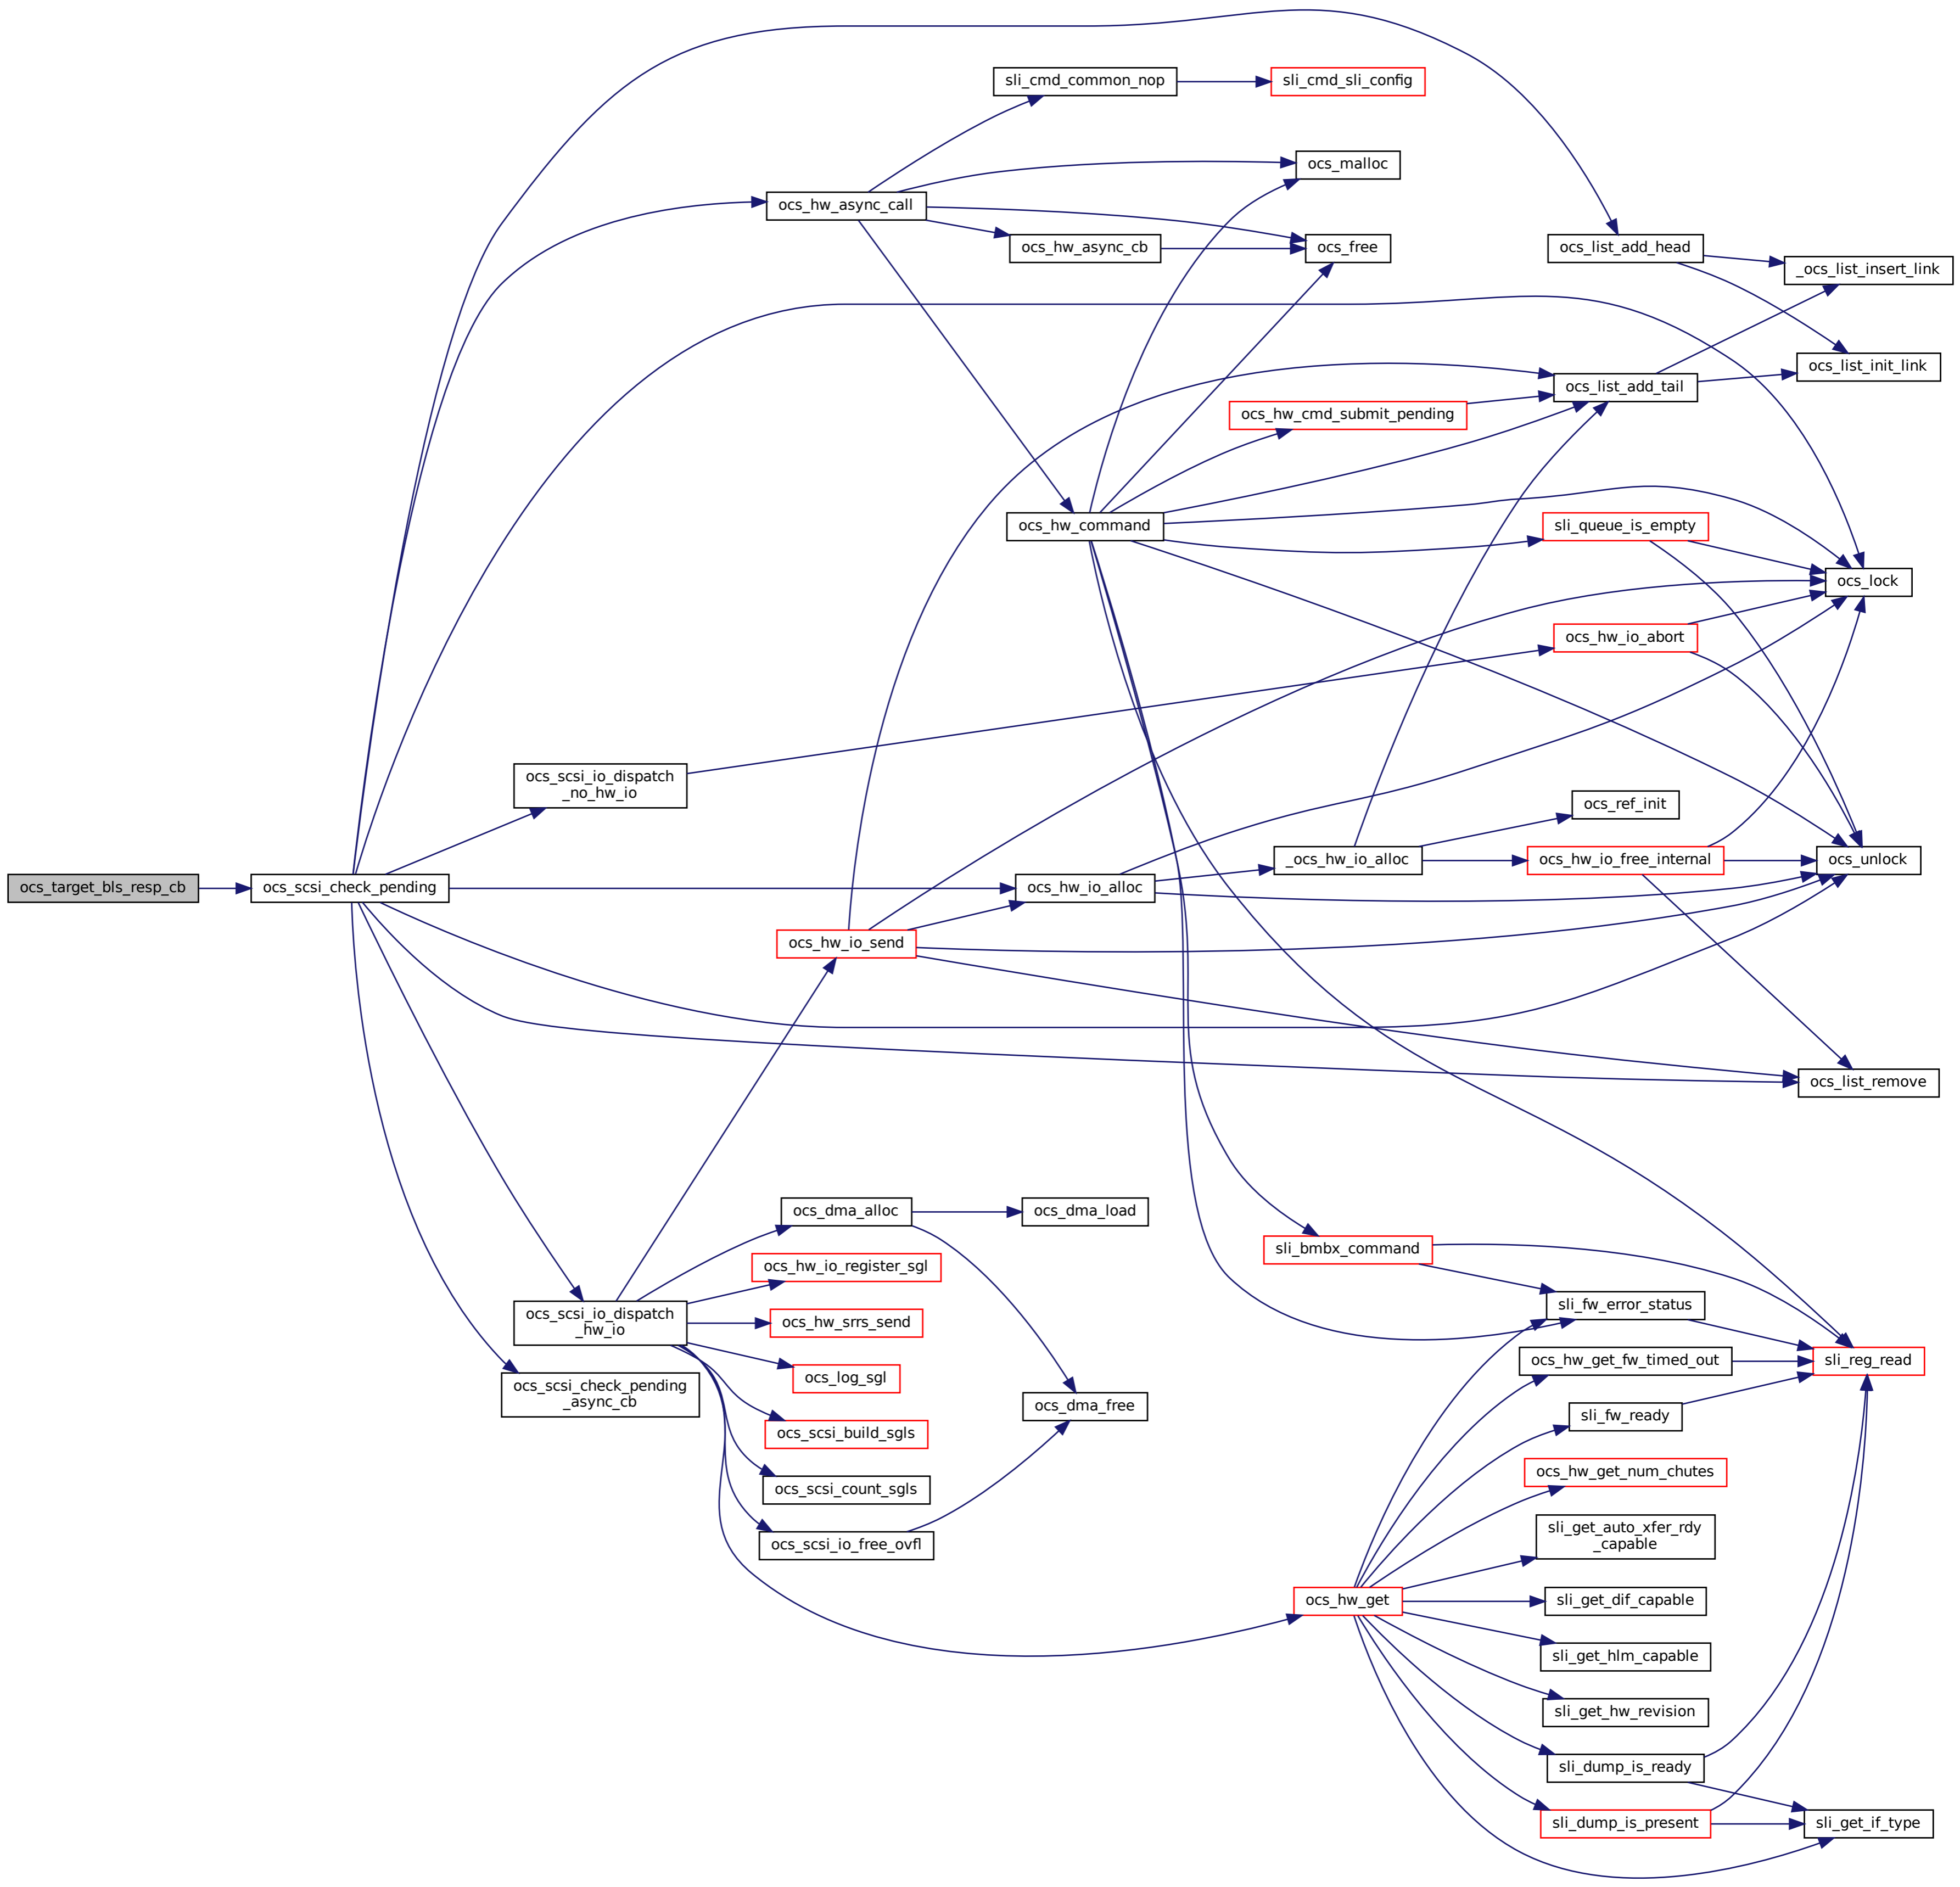 sli_cmd_common_nop
sli_cmd_sli_config
ocs_malloc
ocs_hw_async_call
ocs_hw_async_cb
ocs_free
ocs_list_add_head
_ocs_list_insert_link
ocs_list_init_link
ocs_list_add_tail
ocs_hw_cmd_submit_pending
ocs_hw_command
sli_queue_is_empty
ocs_lock
ocs_hw_io_abort
ocs_scsi_io_dispatch
_no_hw_io
ocs_ref_init
_ocs_hw_io_alloc
ocs_hw_io_free_internal
ocs_unlock
ocs_target_bls_resp_cb
ocs_scsi_check_pending
ocs_hw_io_alloc
ocs_hw_io_send
ocs_list_remove
ocs_dma_alloc
ocs_dma_load
sli_bmbx_command
ocs_hw_io_register_sgl
sli_fw_error_status
ocs_scsi_io_dispatch
_hw_io
ocs_hw_srrs_send
ocs_hw_get_fw_timed_out
sli_reg_read
ocs_log_sgl
ocs_scsi_check_pending
_async_cb
ocs_dma_free
sli_fw_ready
ocs_scsi_build_sgls
ocs_hw_get_num_chutes
ocs_scsi_count_sgls
sli_get_auto_xfer_rdy
_capable
ocs_scsi_io_free_ovfl
ocs_hw_get
sli_get_dif_capable
sli_get_hlm_capable
sli_get_hw_revision
sli_dump_is_ready
sli_dump_is_present
sli_get_if_type